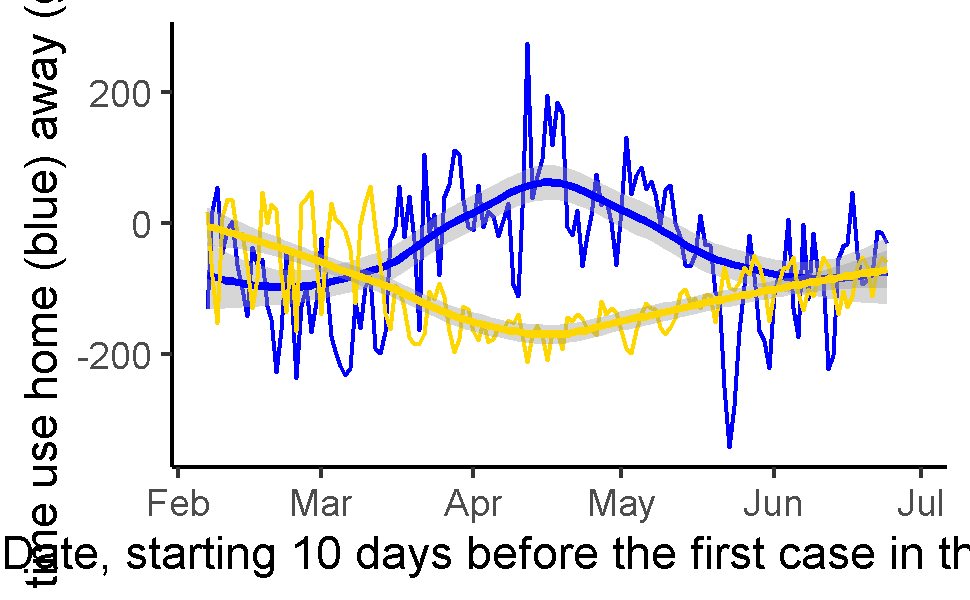 time use home (blue) away (
200
0
-200
Feb Mar Apr May Jun Jul
Date, starting 10 days before the first case in th